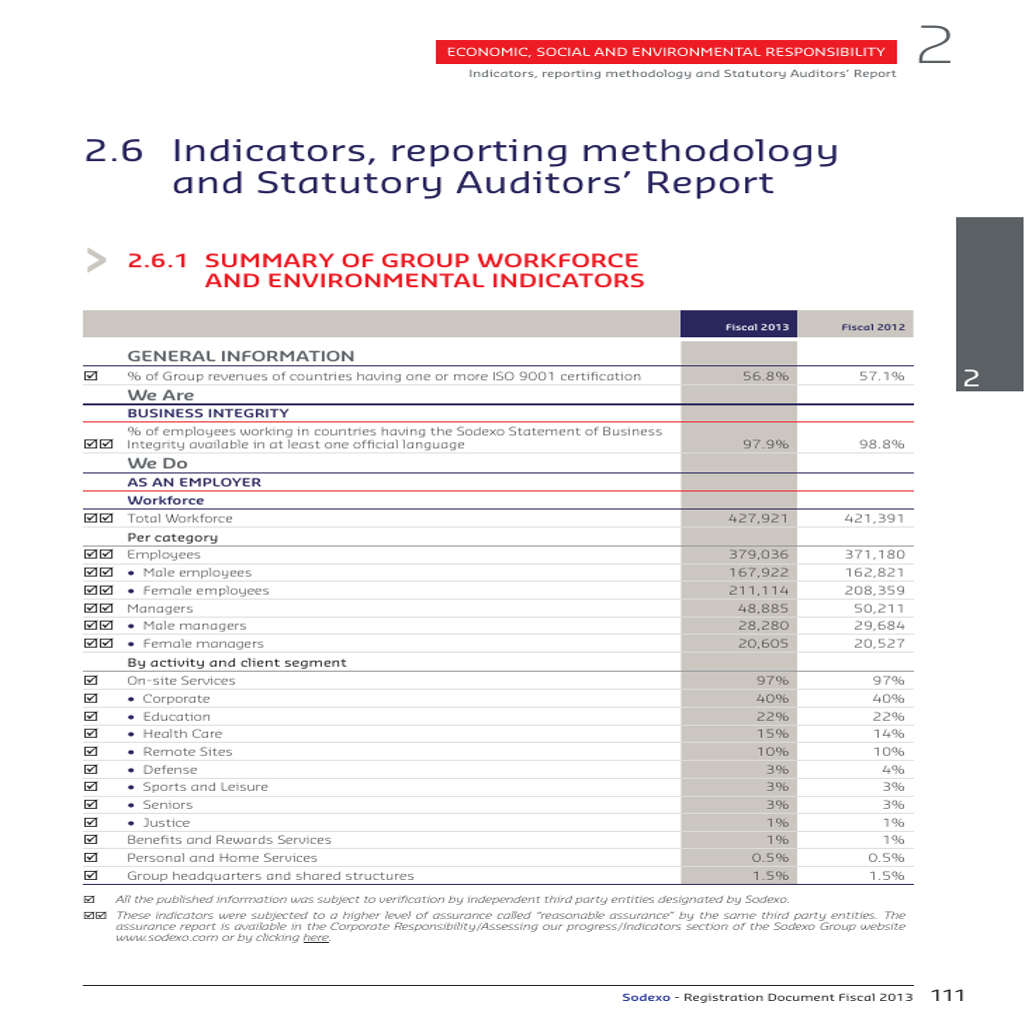 ECONOMIC, SOCIAL AND ENVIRONMENTAL RESPONSIBILITY 2
Indicators, reporting methodology and Statutory Auditors' Report
2.6 Indicators, reporting methodology
and Statutory Auditors' Report
> 2.6.1 SUMMARY OF GROUP WORKFORCE
AND ENVIRONMENTAL INDICATORS
Fiscal 2013 Fiscal 2012
GENERAL INFORMATION
☑ % of Group revenues of countries having one or more ISO 9001 certification 56.8% 57.1%
2
We Are
BUSINESS INTEGRITY
% of employees working in countries having the Sodexo Statement of Business
☑☑ Integrity available in at least one official language 97.9% 98.8%
We Do
AS AN EMPLOYER
Workforce
☑☑ Total Workforce 427,921 421,391
Per category
☑☑ Employees 379,036 371,180
☑☑ • Male employees 167,922 162,821
☑☑ • Female employees 211,114 208,359
☑☑ Managers 48,885 50,211
☑☑ • Male managers 28,280 29,684
☑☑ • Female managers 20,605 20,527
By activity and client segment
☑ On-site Services 97% 97%
☑ • Corporate 40% 40%
☑ • Education 22% 22%
☑ • Health Care 15% 14%
☑ • Remote Sites 10% 10%
☑ • Defense 3% 4%
☑ • Sports and Leisure 3% 3%
☑ • Seniors 3% 3%
☑ • Justice 1% 1%
☑ Benefits and Rewards Services 1% 1%
☑ Personal and Home Services 0.5% 0.5%
☑ Group headquarters and shared structures 1.5% 1.5%
☑ All the published information was subject to verification by independent third party entities designated by Sodexo.
☑☑ These indicators were subjected to a higher level of assurance called "reasonable assurance" by the same third party entities. The
assurance report is available in the Corporate Responsibility/Assessing our progress/Indicators section of the Sodexo Group website
www.sodexo.com or by clicking here.
Sodexo - Registration Document Fiscal 2013 111